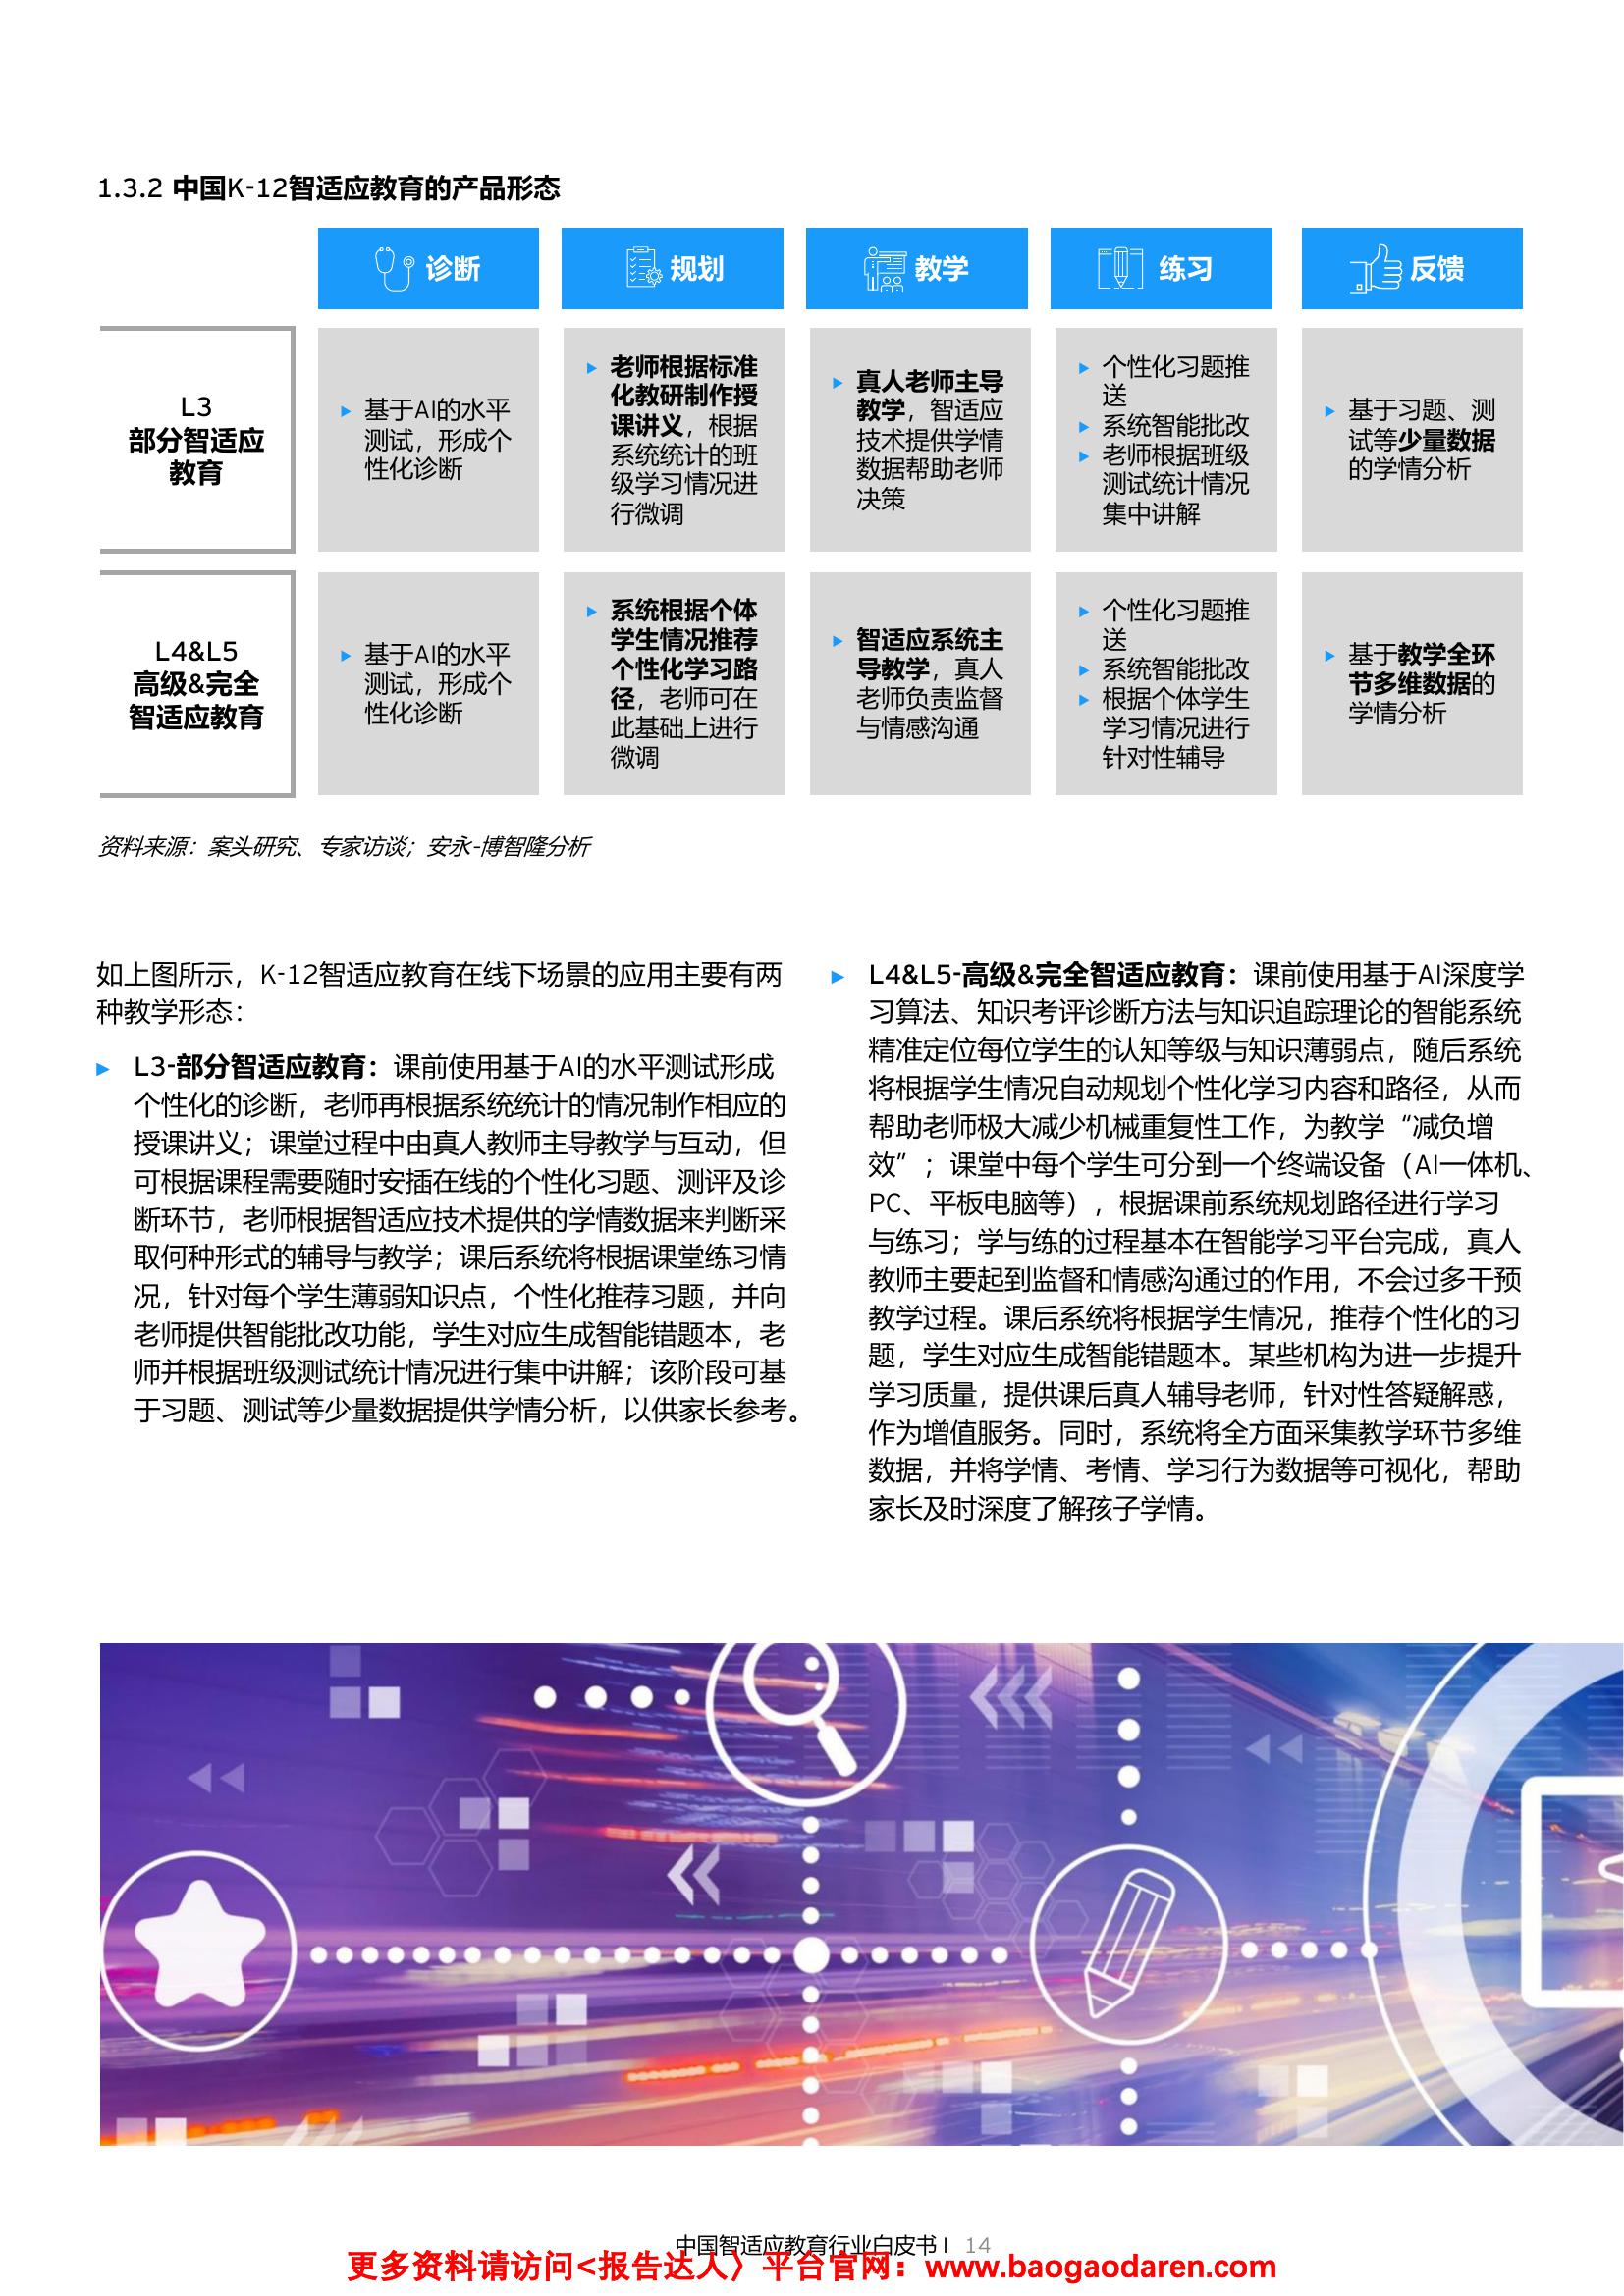 1.3.2 中国K-12智适应教育的产品形态
诊断
规划
教学
练习
反馈
L3
部分智适应
教育
▸ 基于AI的水平
测试，形成个
性化诊断
▸ 老师根据标准
化教研制作授
课讲义，根据
系统统计的班
级学习情况进
行微调
▸ 真人老师主导
教学，智适应
技术提供学情
数据帮助老师
决策
▸ 个性化习题推
送
▸ 系统智能批改
▸ 老师根据班级
测试统计情况
集中讲解
▸ 基于习题、测
试等少量数据
的学情分析
L4&L5
高级&完全
智适应教育
▸ 基于AI的水平
测试，形成个
性化诊断
▸ 系统根据个体
学生情况推荐
个性化学习路
径，老师可在
此基础上进行
微调
▸ 智适应系统主
导教学，真人
老师负责监督
与情感沟通
▸ 个性化习题推
送
▸ 系统智能批改
▸ 根据个体学生
学习情况进行
针对性辅导
▸ 基于教学全环
节多维数据的
学情分析
资料来源：案头研究、专家访谈；安永-博智隆分析
如上图所示，K-12智适应教育在线下场景的应用主要有两
种教学形态：
▸ L3-部分智适应教育：课前使用基于AI的水平测试形成
个性化的诊断，老师再根据系统统计的情况制作相应的
授课讲义；课堂过程中由真人教师主导教学与互动，但
可根据课程需要随时安插在线的个性化习题、测评及诊
断环节，老师根据智适应技术提供的学情数据来判断采
取何种形式的辅导与教学；课后系统将根据课堂练习情
况，针对每个学生薄弱知识点，个性化推荐习题，并向
老师提供智能批改功能，学生对应生成智能错题本，老
师并根据班级测试统计情况进行集中讲解；该阶段可基
于习题、测试等少量数据提供学情分析，以供家长参考。
▸ L4&L5-高级&完全智适应教育：课前使用基于AI深度学
习算法、知识考评诊断方法与知识追踪理论的智能系统
精准定位每位学生的认知等级与知识薄弱点，随后系统
将根据学生情况自动规划个性化学习内容和路径，从而
帮助老师极大减少机械重复性工作，为教学“减负增
效”；课堂中每个学生可分到一个终端设备（AI一体机、
PC、平板电脑等），根据课前系统规划路径进行学习
与练习；学与练的过程基本在智能学习平台完成，真人
教师主要起到监督和情感沟通过的作用，不会过多干预
教学过程。课后系统将根据学生情况，推荐个性化的习
题，学生对应生成智能错题本。某些机构为进一步提升
学习质量，提供课后真人辅导老师，针对性答疑解惑，
作为增值服务。同时，系统将全方面采集教学环节多维
数据，并将学情、考情、学习行为数据等可视化，帮助
家长及时深度了解孩子学情。
中国智适应教育行业白皮书 I 14
更多资料请访问<报告达人〉平台官网：www.baogaodaren.com